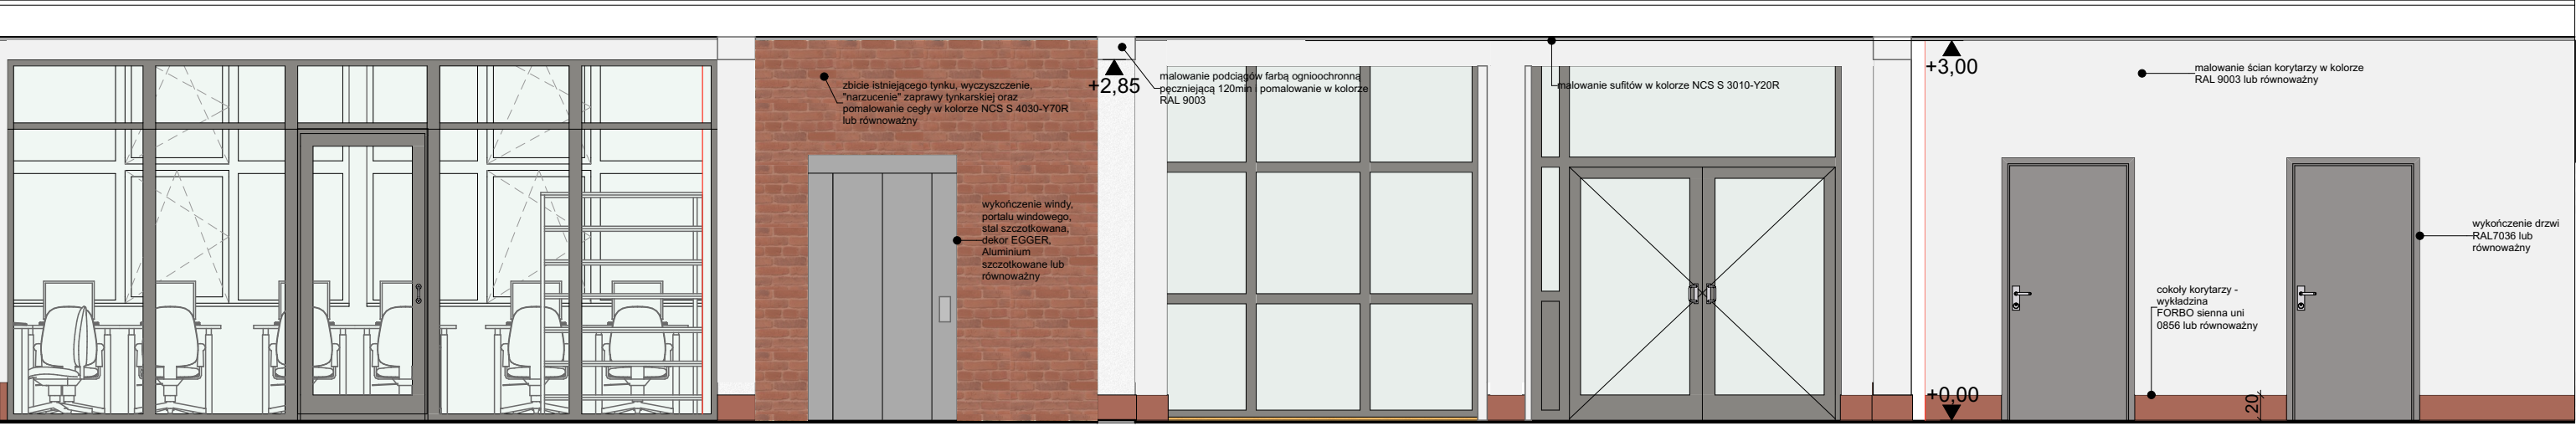 zbicie istniejącego tynku, wyczyszczenie,
"narzucenie" zaprawy tynkarskiej oraz
pomalowanie cegły w kolorze NCS S 4030-Y70R
lub równoważny
wykończenie windy,
portalu windowego,
stal szczotkowana,
dekor EGGER,
Aluminium
szczotkowane lub
równoważny
+2,85
malowanie podciągów farbą ognioochronną
pęczniejącą 120min i pomalowanie w kolorze
RAL 9003
malowanie sufitów w kolorze NCS S 3010-Y20R
+3,00
malowanie ścian korytarzy w kolorze
RAL 9003 lub równoważny
wykończenie drzwi
RAL7036 lub
równoważny
cokoły korytarzy -
wykładzina
FORBO sienna uni
0856 lub równoważny
+0,00
20